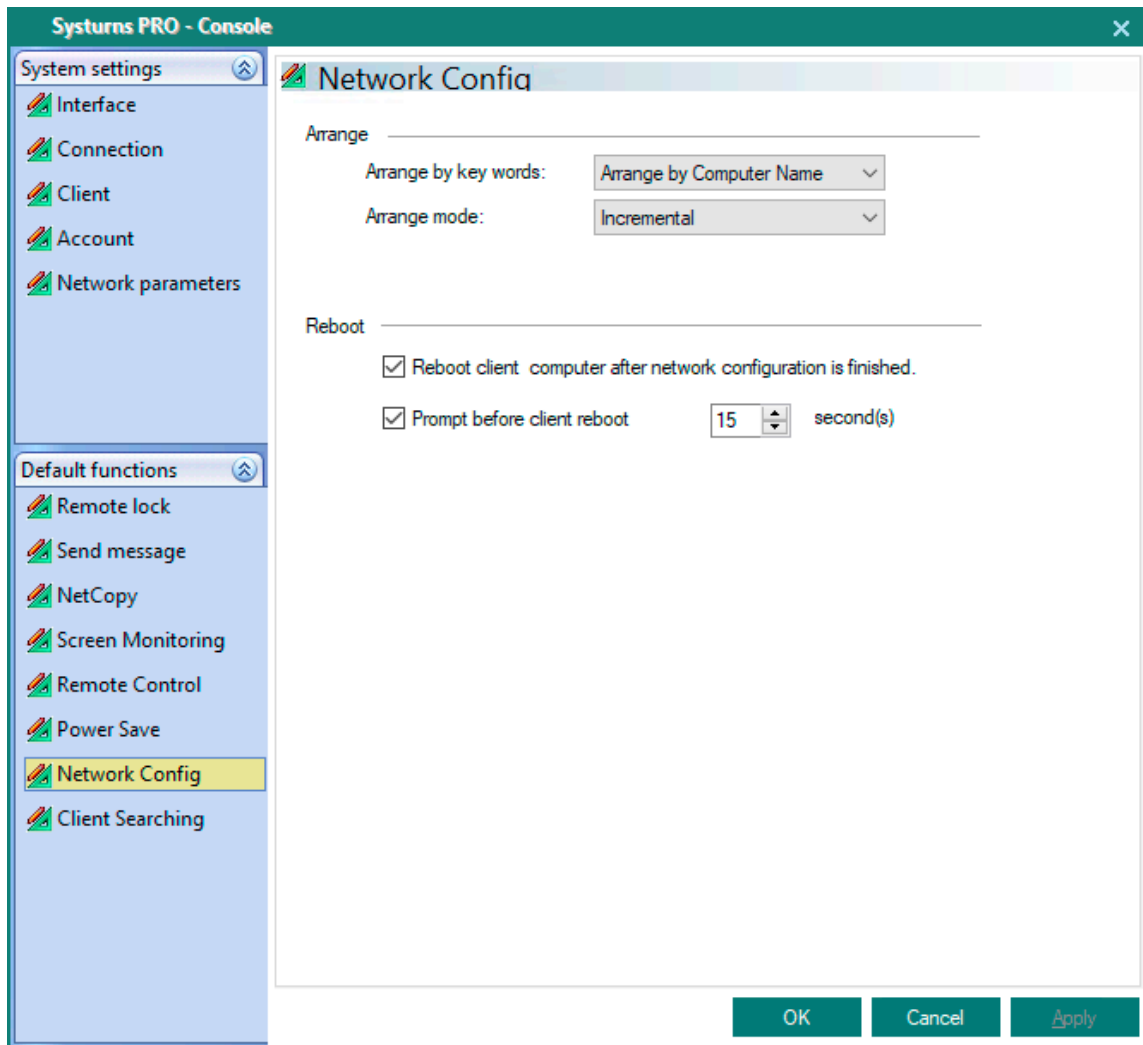 Systurns PRO - Console
System settings
Interface
Connection
Client
Account
Network parameters
Default functions
Remote lock
Send message
NetCopy
Screen Monitoring
Remote Control
Power Save
Network Config
Client Searching
Network Config
Arrange
Arrange by key words: Arrange by Computer Name
Arrange mode: Incremental
Reboot
Reboot client computer after network configuration is finished.
Prompt before client reboot 15 second(s)
OK Cancel Apply